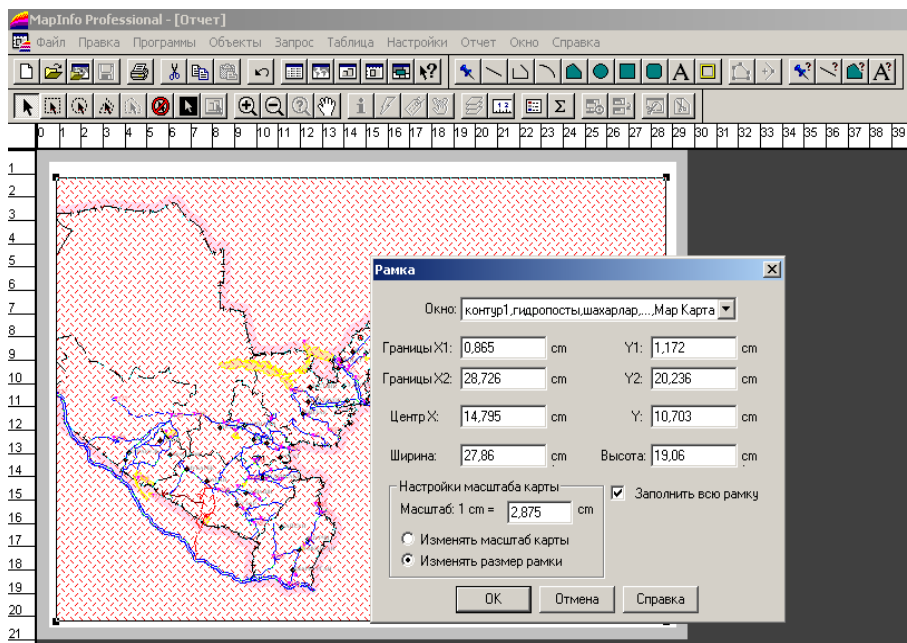 MapInfo Professional - [Отчет]
Файл Правка Программы Объекты Запрос Таблица Настройки Отчет Окно Справка
0 1 2 3 4 5 6 7 8 9 10 11 12 13 14 15 16 17 18 19 20 21 22 23 24 25 26 27 28 29 30 31 32 33 34 35 36 37 38 39
1
2
3
4
5
6
7
8
9
10
11
12
13
14
15
16
17
18
19
20
21
Рамка
Окно: контур1,гидропосты,шахарлар,...,Map Карта
Границы X1: 0,865 cm Y1: 1,172 cm
Границы X2: 28,726 cm Y2: 20,236 cm
Центр X: 14,795 cm Y: 10,703 cm
Ширина: 27,86 cm Высота: 19,06 cm
Настройки масштаба карты
Заполнить всю рамку
Масштаб: 1 cm = 2,875 cm
Изменять масштаб карты
Изменять размер рамки
OK Отмена Справка